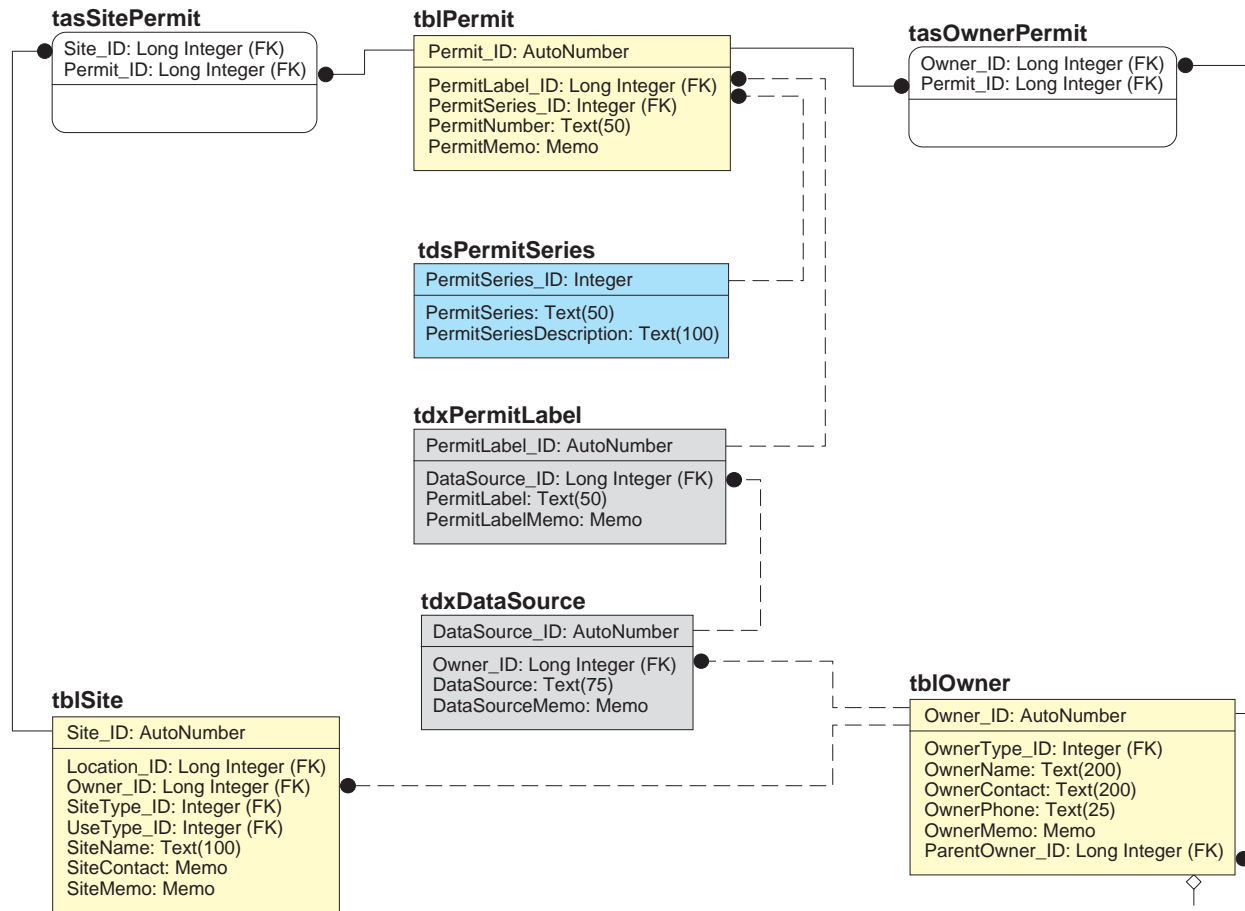 tasSitePermit
Site_ID: Long Integer (FK)
Permit_ID: Long Integer (FK)
tblPermit
Permit_ID: AutoNumber
PermitLabel_ID: Long Integer (FK)
PermitSeries_ID: Integer (FK)
PermitNumber: Text(50)
PermitMemo: Memo
tasOwnerPermit
Owner_ID: Long Integer (FK)
Permit_ID: Long Integer (FK)
tdsPermitSeries
PermitSeries_ID: Integer
PermitSeries: Text(50)
PermitSeriesDescription: Text(100)
tdxPermitLabel
PermitLabel_ID: AutoNumber
DataSource_ID: Long Integer (FK)
PermitLabel: Text(50)
PermitLabelMemo: Memo
tdxDataSource
DataSource_ID: AutoNumber
Owner_ID: Long Integer (FK)
DataSource: Text(75)
DataSourceMemo: Memo
tblSite
Site_ID: AutoNumber
Location_ID: Long Integer (FK)
Owner_ID: Long Integer (FK)
SiteType_ID: Integer (FK)
UseType_ID: Integer (FK)
SiteName: Text(100)
SiteContact: Memo
SiteMemo: Memo
tblOwner
Owner_ID: AutoNumber
OwnerType_ID: Integer (FK)
OwnerName: Text(200)
OwnerContact: Text(200)
OwnerPhone: Text(25)
OwnerMemo: Memo
ParentOwner_ID: Long Integer (FK)